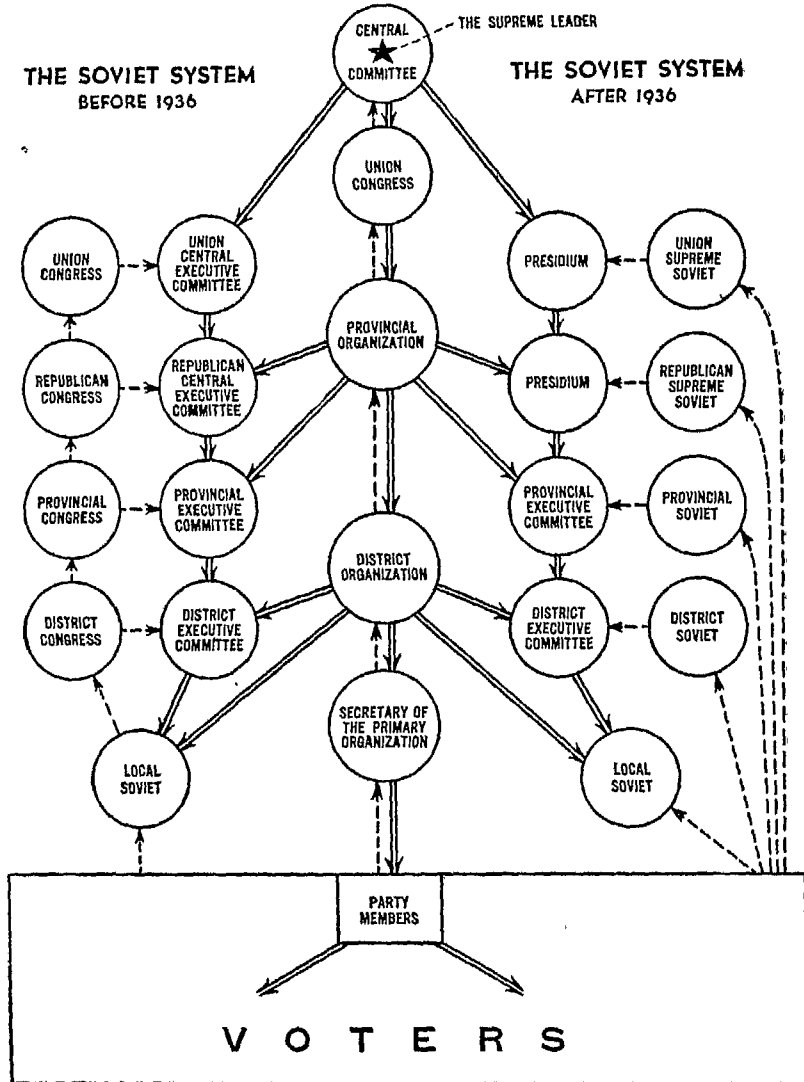 CENTRAL
COMMITTEE
THE SUPREME LEADER
THE SOVIET SYSTEM
BEFORE 1936
THE SOVIET SYSTEM
AFTER 1936
UNION
CONGRESS
UNION
CONGRESS
UNION
CENTRAL
EXECUTIVE
COMMITTEE
PRESIDIUM
UNION
SUPREME
SOVIET
PROVINCIAL
ORGANIZATION
REPUBLICAN
CONGRESS
REPUBLICAN
CENTRAL
EXECUTIVE
COMMITTEE
PRESIDIUM
REPUBLICAN
SUPREME
SOVIET
PROVINCIAL
CONGRESS
PROVINCIAL
EXECUTIVE
COMMITTEE
PROVINCIAL
EXECUTIVE
COMMITTEE
PROVINCIAL
SOVIET
DISTRICT
ORGANIZATION
DISTRICT
CONGRESS
DISTRICT
EXECUTIVE
COMMITTEE
DISTRICT
EXECUTIVE
COMMITTEE
DISTRICT
SOVIET
SECRETARY OF
THE PRIMARY
ORGANIZATION
LOCAL
SOVIET
LOCAL
SOVIET
PARTY
MEMBERS
VOTERS